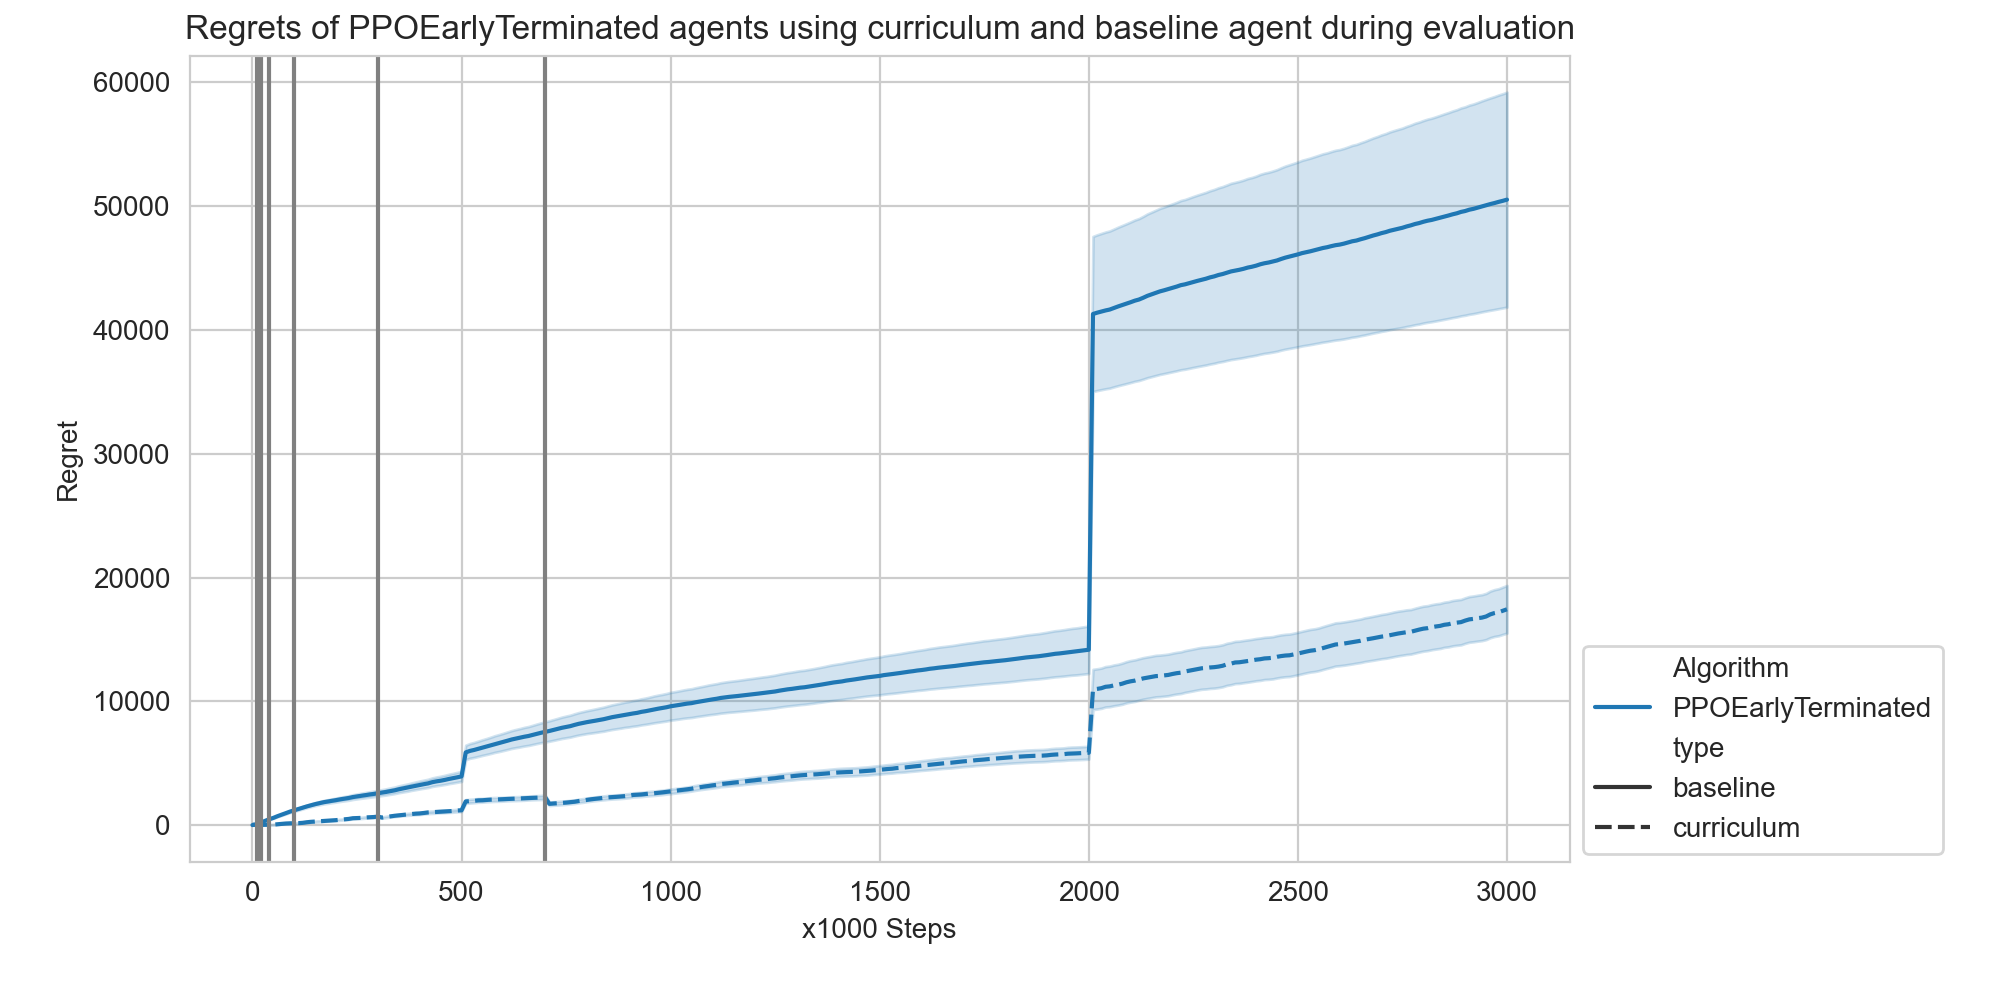 Regrets of PPOEarlyTerminated agents using curriculum and baseline agent during evaluation
60000
50000
40000
30000
20000
10000
0
Regret
0 500 1000 1500 2000 2500 3000
x1000 Steps
Algorithm
PPOEarlyTerminated
type
baseline
curriculum